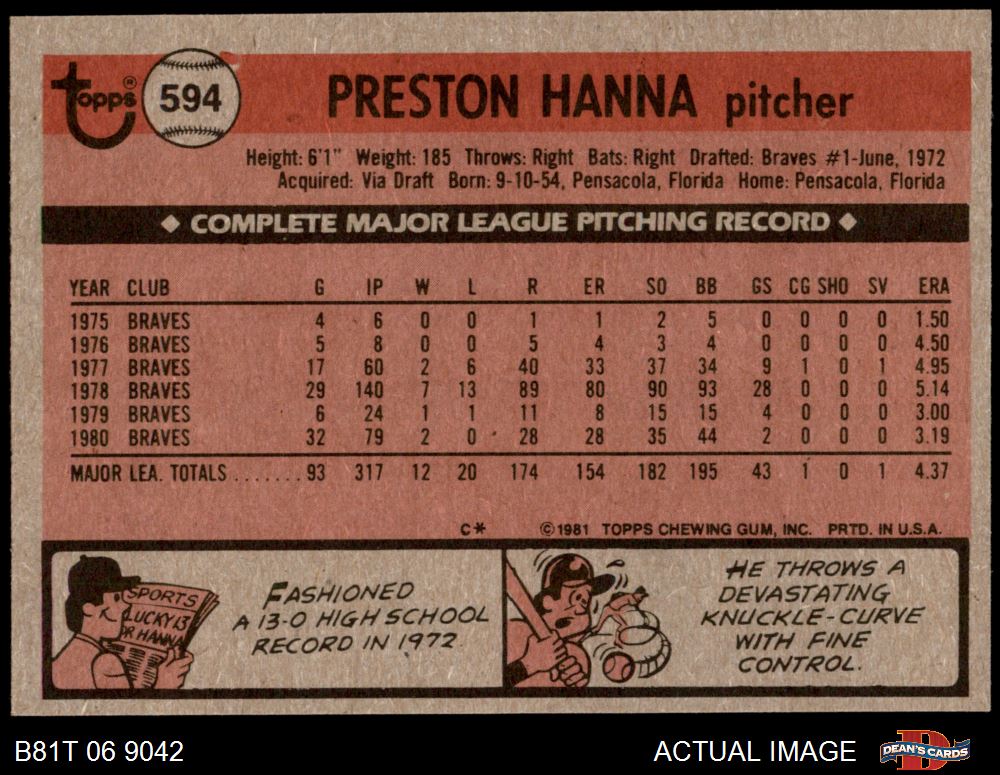 topps®
594
PRESTON HANNA pitcher
Height: 6'1" Weight: 185 Throws: Right Bats: Right Drafted: Braves #1-June, 1972
Acquired: Via Draft Born: 9-10-54, Pensacola, Florida Home: Pensacola, Florida
◆ COMPLETE MAJOR LEAGUE PITCHING RECORD ◆
YEAR CLUB G IP W L R ER SO BB GS CG SHO SV ERA
1975 BRAVES 4 6 0 0 1 1 2 5 0 0 0 0 1.50
1976 BRAVES 5 8 0 0 5 4 3 4 0 0 0 0 4.50
1977 BRAVES 17 60 2 6 40 33 37 34 9 1 0 1 4.95
1978 BRAVES 29 140 7 13 89 80 90 93 28 0 0 0 5.14
1979 BRAVES 6 24 1 1 11 8 15 15 4 0 0 0 3.00
1980 BRAVES 32 79 2 0 28 28 35 44 2 0 0 0 3.19
MAJOR LEA. TOTALS ....... 93 317 12 20 174 154 182 195 43 1 0 1 4.37
C* ©1981 TOPPS CHEWING GUM, INC. PRTD. IN U.S.A.
SPORTS
LUCKY 13
OR HANNA
FASHIONED
A 13-0 HIGH SCHOOL
RECORD IN 1972
HE THROWS A
DEVASTATING
KNUCKLE-CURVE
WITH FINE
CONTROL.
B81T 06 9042
ACTUAL IMAGE
D
DEAN'S CARDS